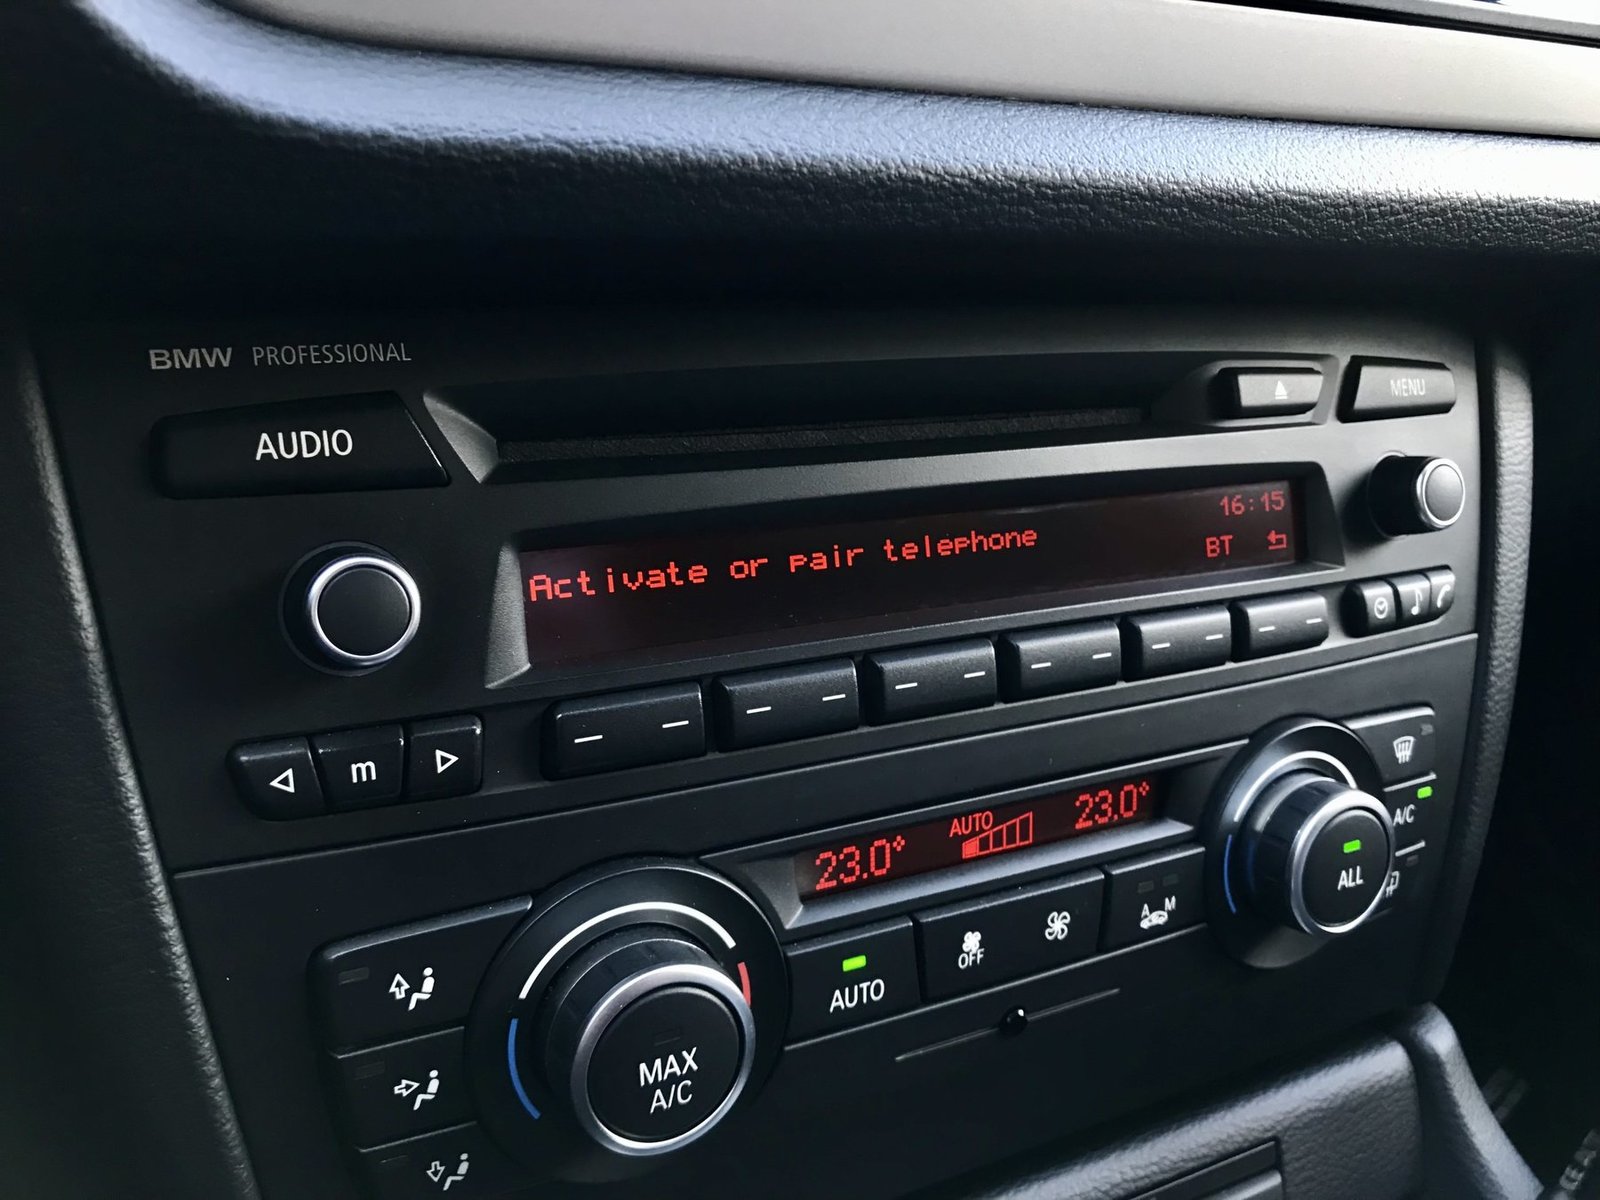 BMW PROFESSIONAL
MENU
AUDIO
16:15
Activate or pair telephone
BT
m
23.0°
AUTO
23.0°
A/C
ALL
A M
OFF
AUTO
MAX
A/C